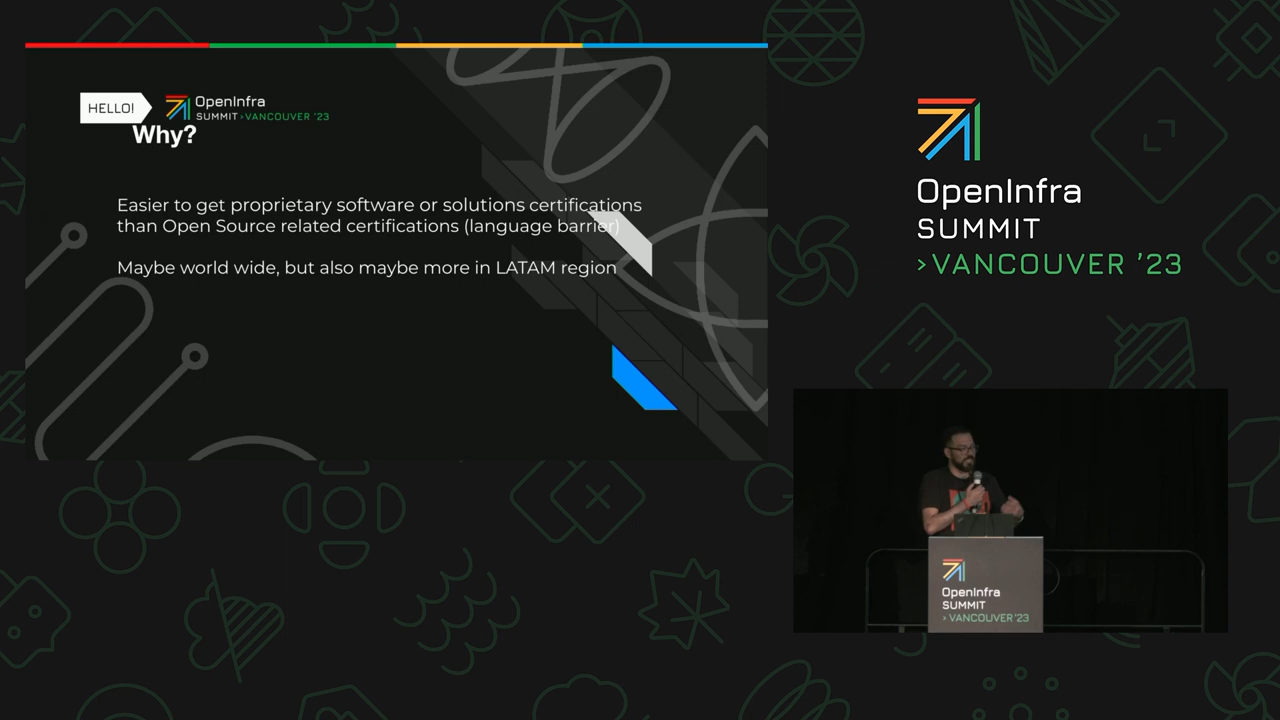 HELLO!
OpenInfra
SUMMIT›VANCOUVER '23
Why?
Easier to get proprietary software or solutions certifications
than Open Source related certifications (language barrier)
Maybe world wide, but also maybe more in LATAM region
OpenInfra
SUMMIT
›VANCOUVER '23
OpenInfra
SUMMIT
›VANCOUVER '23